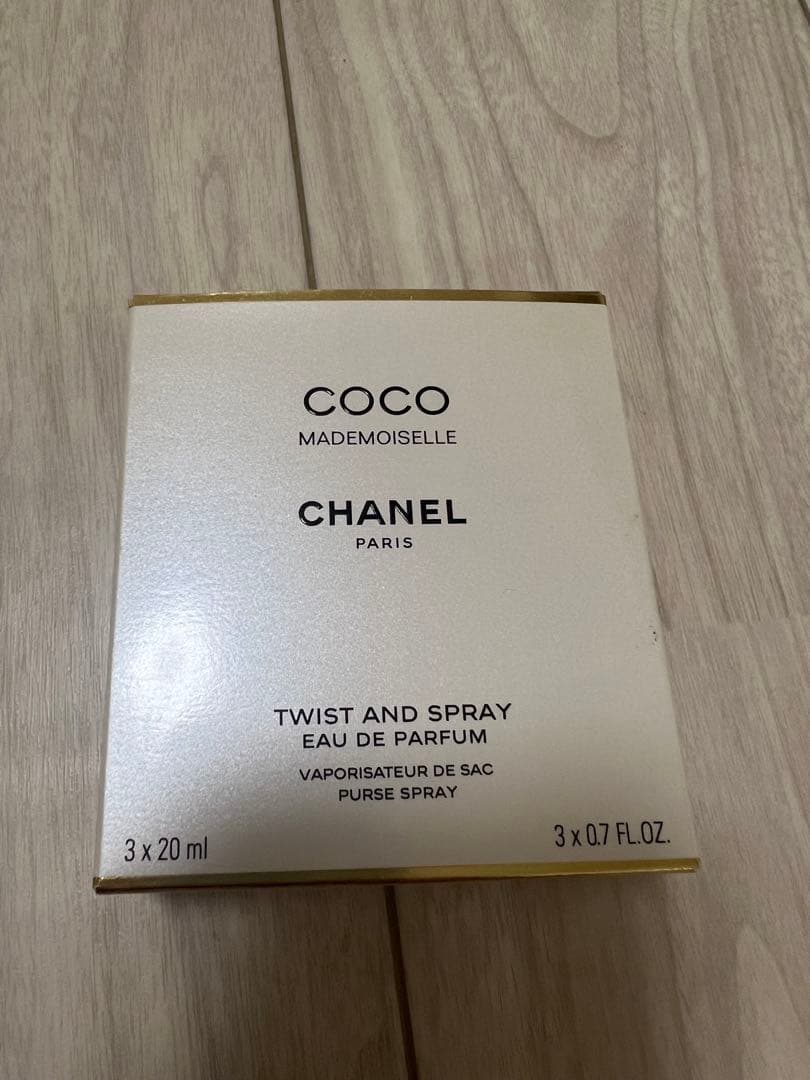 COCO
MADEMOISELLE
CHANEL
PARIS
TWIST AND SPRAY
EAU DE PARFUM
VAPORISATEUR DE SAC
PURSE SPRAY
3 x 20 ml
3 x 0.7 FL.OZ.